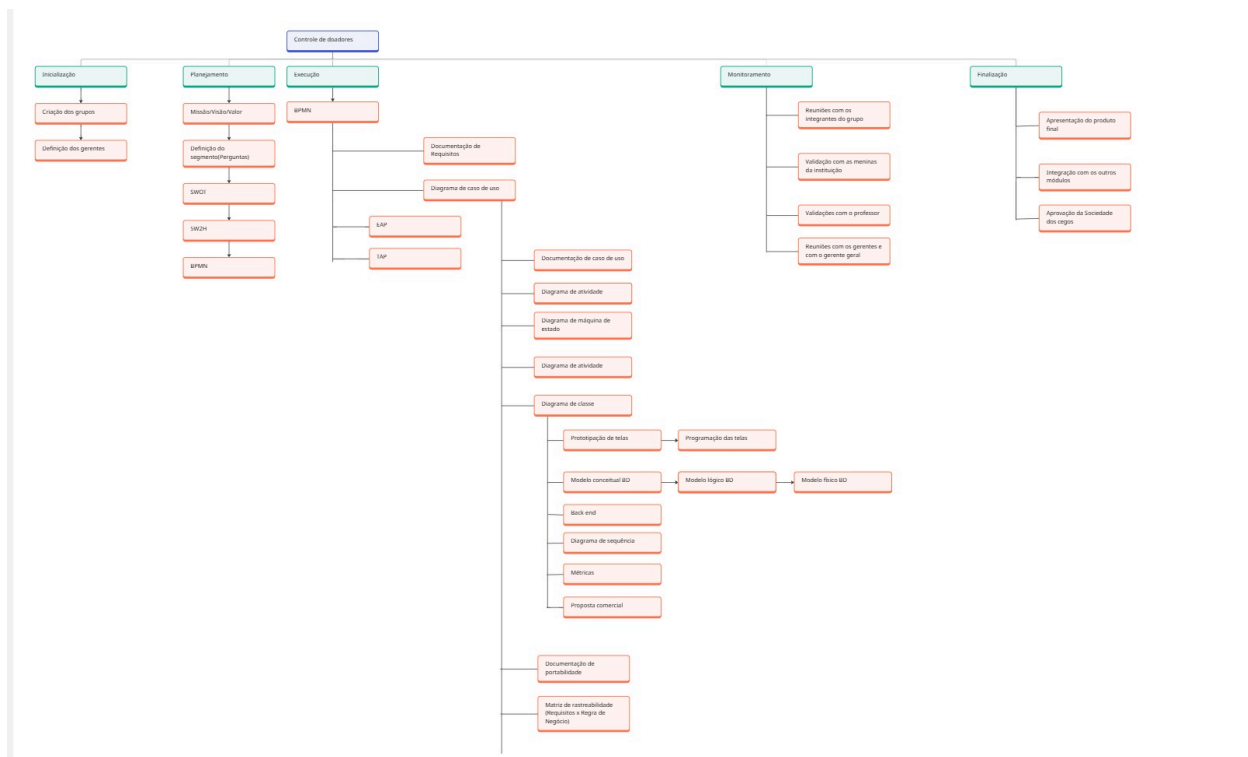 Controle de doadores
Inicialização
Criação dos grupos
Definição dos gerentes
Planejamento
Missão/Visão/Valor
Definição do
segmento(Perguntas)
SWOT
5W2H
BPMN
Execução
BPMN
Documentação de
Requisitos
Diagrama de caso de uso
EAP
TAP
Documentação de caso de uso
Diagrama de atividade
Diagrama de máquina de
estado
Diagrama de atividade
Diagrama de classe
Prototipação de telas
Programação das telas
Modelo conceitual BD
Modelo lógico BD
Modelo físico BD
Back end
Diagrama de sequência
Métricas
Proposta comercial
Documentação de
portabilidade
Matriz de rastreabilidade
(Requisitos x Regra de
Negócio)
Monitoramento
Reuniões com os
integrantes do grupo
Validação com as meninas
da instituição
Validações com o professor
Reuniões com os gerentes e
com o gerente geral
Finalização
Apresentação do produto
final
Integração com os outros
módulos
Aprovação da Sociedade
dos cegos